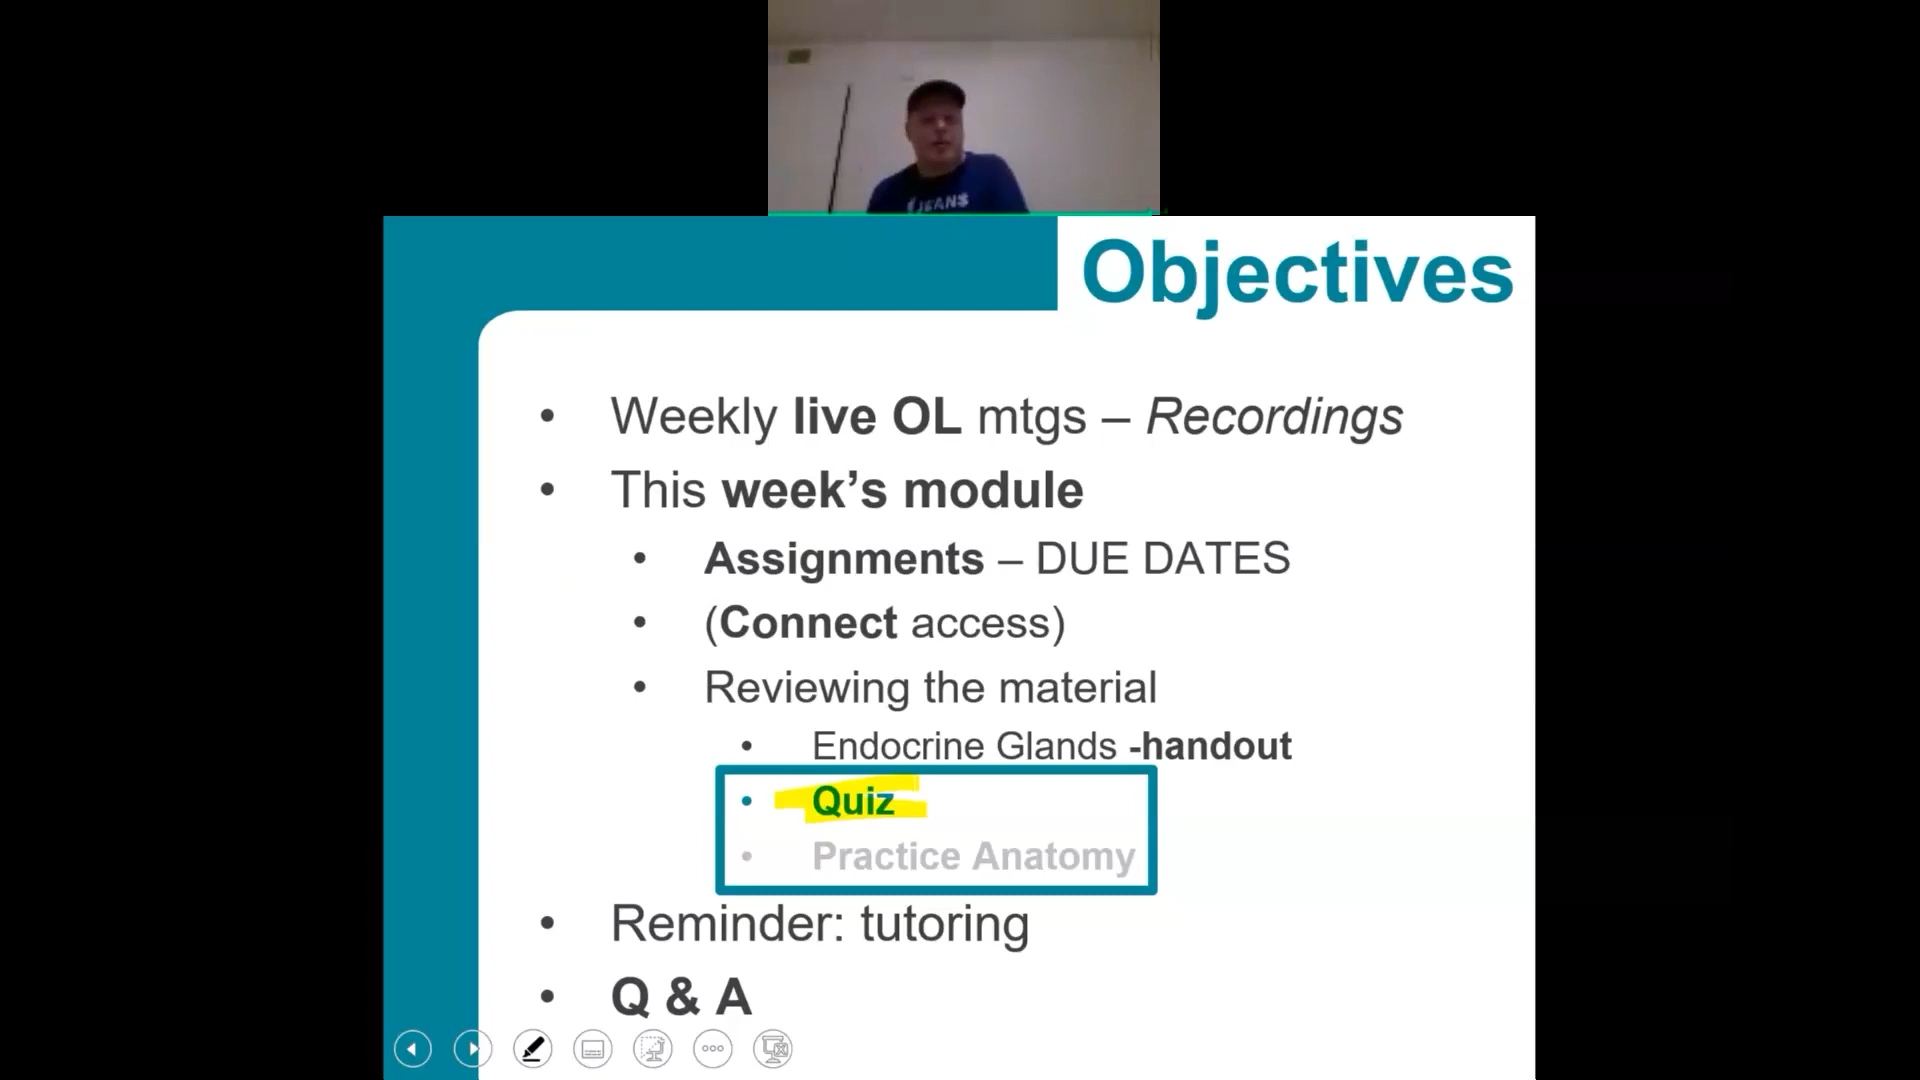 JEANS
Objectives
• Weekly live OL mtgs – Recordings
• This week’s module
• Assignments – DUE DATES
• (Connect access)
• Reviewing the material
• Endocrine Glands -handout
• Quiz
• Practice Anatomy
• Reminder: tutoring
• Q & A